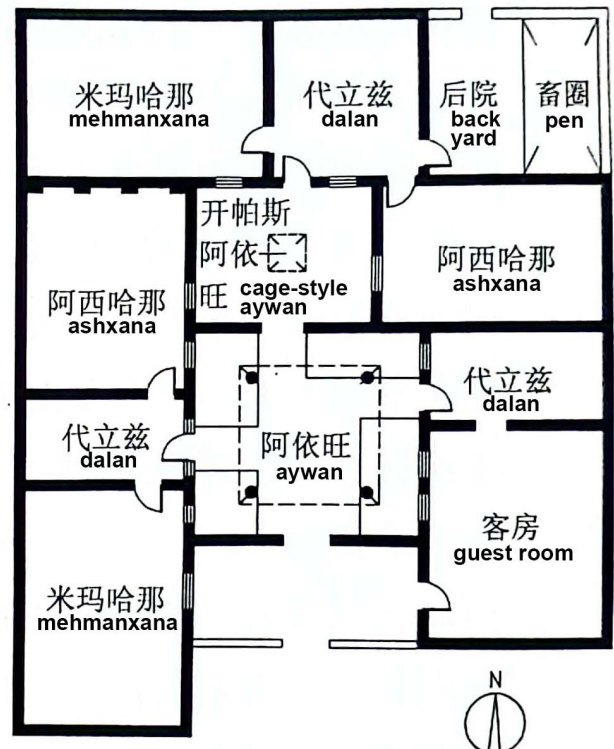 米玛哈那
mehmanxana
代立兹
dalan
后院
back
yard
畜圈
pen
开帕斯
阿依
旺
cage-style
aywan
阿西哈那
ashxana
阿西哈那
ashxana
代立兹
dalan
代立兹
dalan
阿依旺
aywan
客房
guest room
米玛哈那
mehmanxana
N